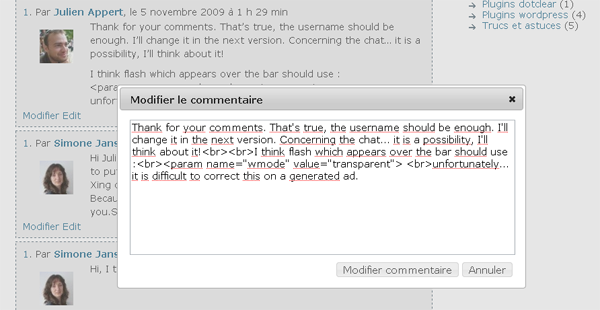 1. Par Julien Appert, le 5 novembre 2009 à 1 h 29 min
Thank for your comments. That's true, the username should be
enough. I'll change it in the next version. Concerning the chat... it is a
possibility, I'll think about it!
I think flash which appears over the bar should use :
<para
unfor
Modifier Edit
1. Par Simone Jans
Hi Juli
to put
Xing o
Becau
you.S
Modifier Edit
1. Par Simone Jans
Hi, I t
Plugins dotclear (1)
Plugins wordpress (4)
Trucs et astuces (5)
Modifier le commentaire
Thank for your comments. That's true, the username should be enough. I'll
change it in the next version. Concerning the chat... it is a possibility, I'll
think about it!<br><br>I think flash which appears over the bar should use
:<br><param name="wmode" value="transparent"> <br>unfortunately...
it is difficult to correct this on a generated ad.
Modifier commentaire
Annuler